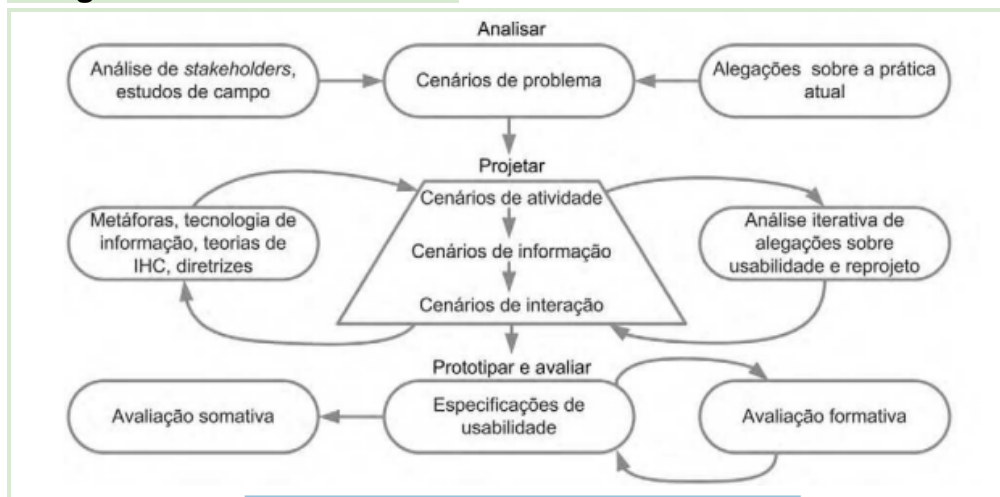 Analisar
Análise de stakeholders,
estudos de campo
Cenários de problema
Alegações sobre a prática
atual
Projetar
Metáforas, tecnologia de
informação, teorias de
IHC, diretrizes
Cenários de atividade
Cenários de informação
Cenários de interação
Análise iterativa de
alegações sobre
usabilidade e reprojeto
Prototipar e avaliar
Avaliação somativa
Especificações de
usabilidade
Avaliação formativa